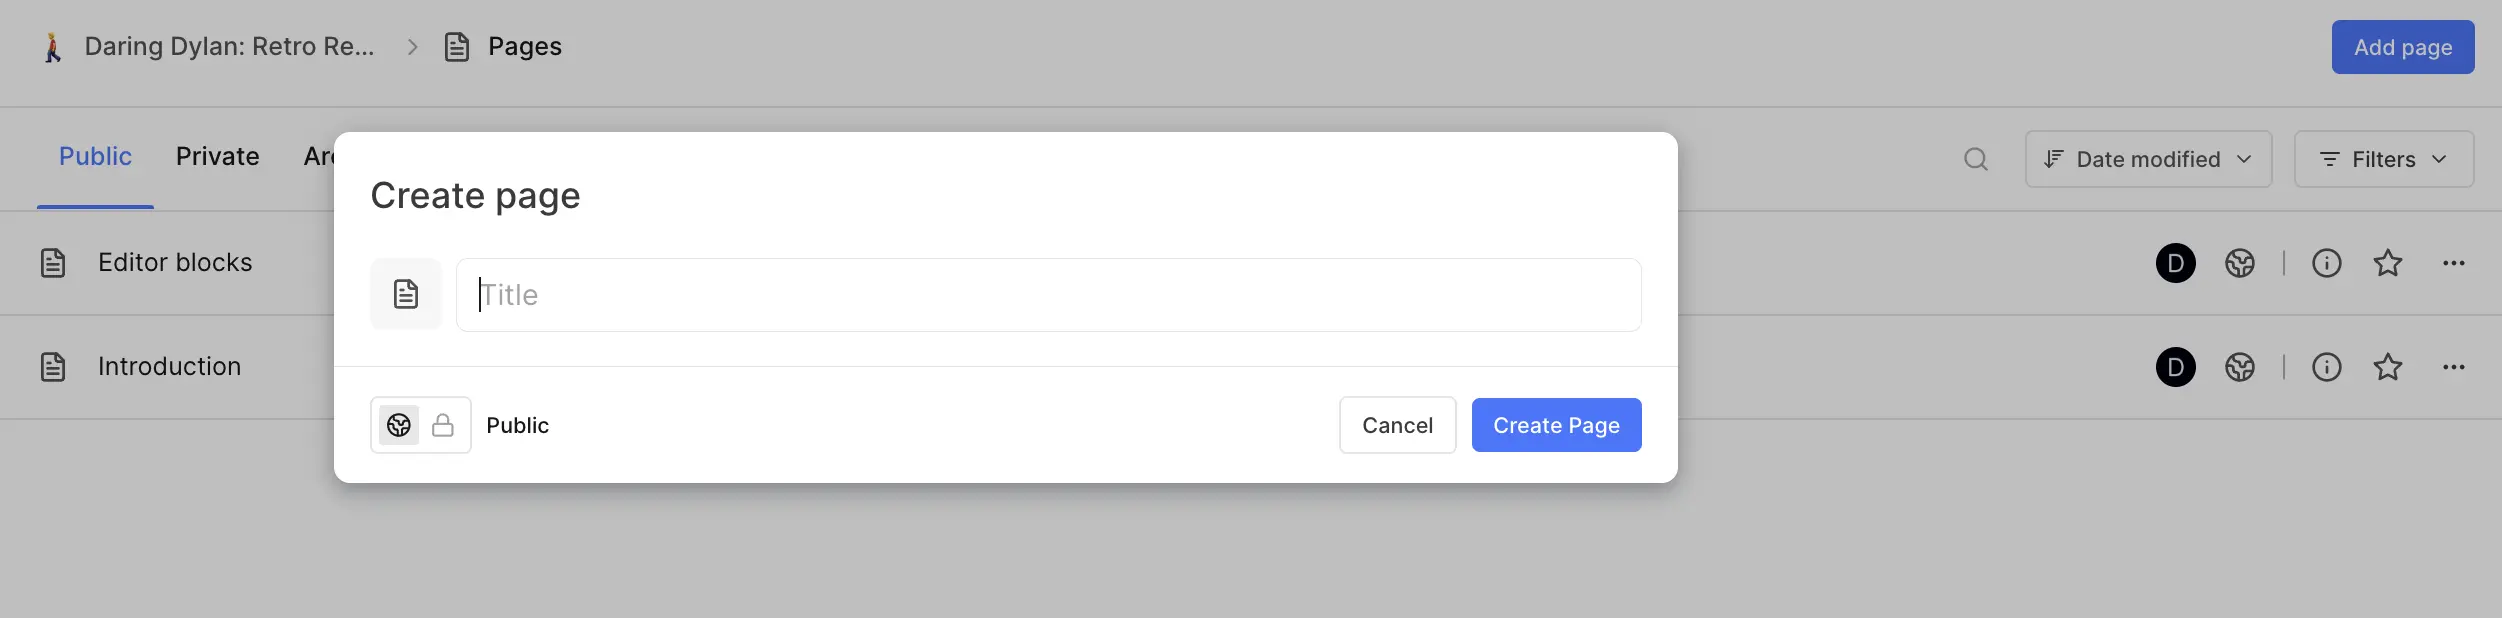 Daring Dylan: Retro Re... > Pages
Add page
Public Private Arc
Date modified
Filters
Create page
Title
Editor blocks
D
Introduction
D
Public
Cancel
Create Page